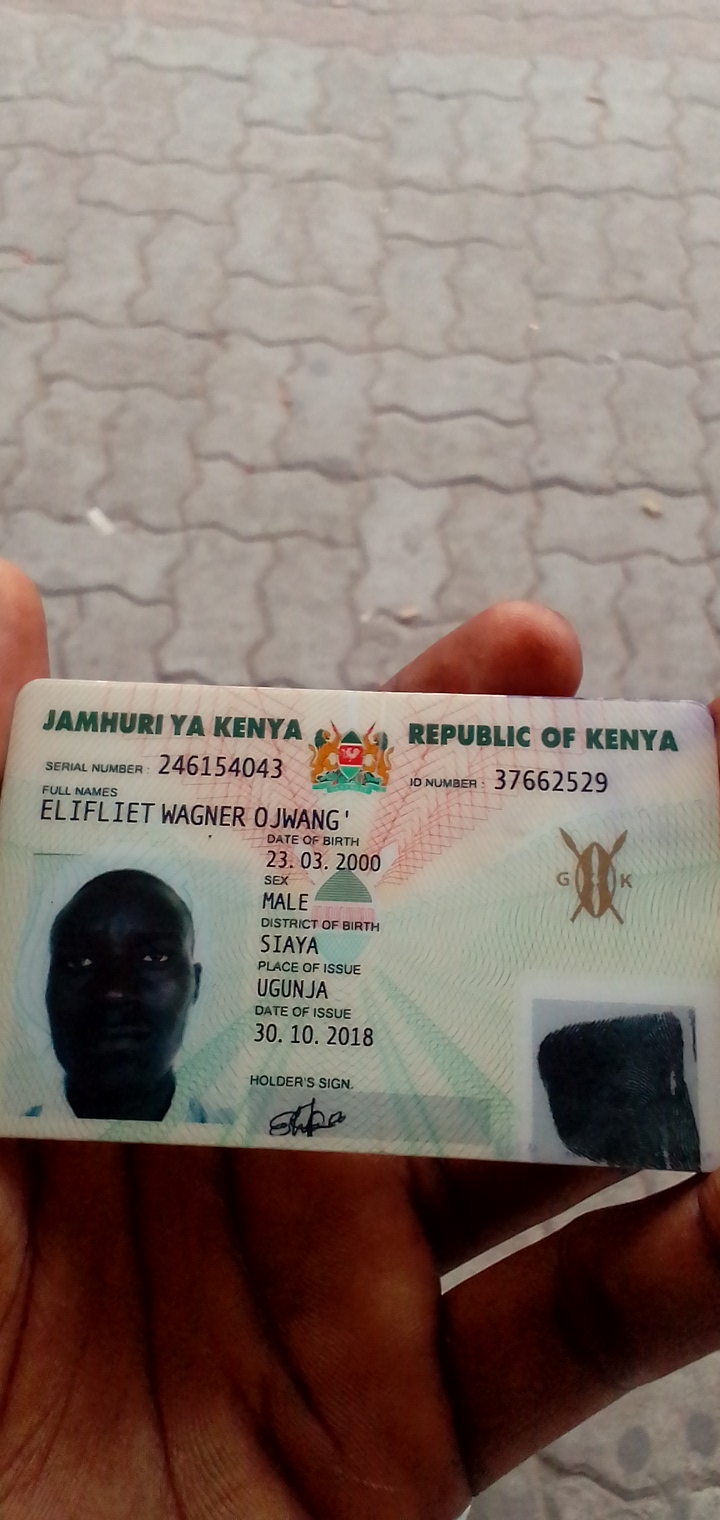 JAMHURI YA KENYA REPUBLIC OF KENYA
SERIAL NUMBER : 246154043 ID NUMBER : 37662529
FULL NAMES
ELIFLIET WAGNER OJWANG'
DATE OF BIRTH
23. 03. 2000
SEX
MALE
G K
DISTRICT OF BIRTH
SIAYA
PLACE OF ISSUE
UGUNJA
DATE OF ISSUE
30. 10. 2018
HOLDER'S SIGN.